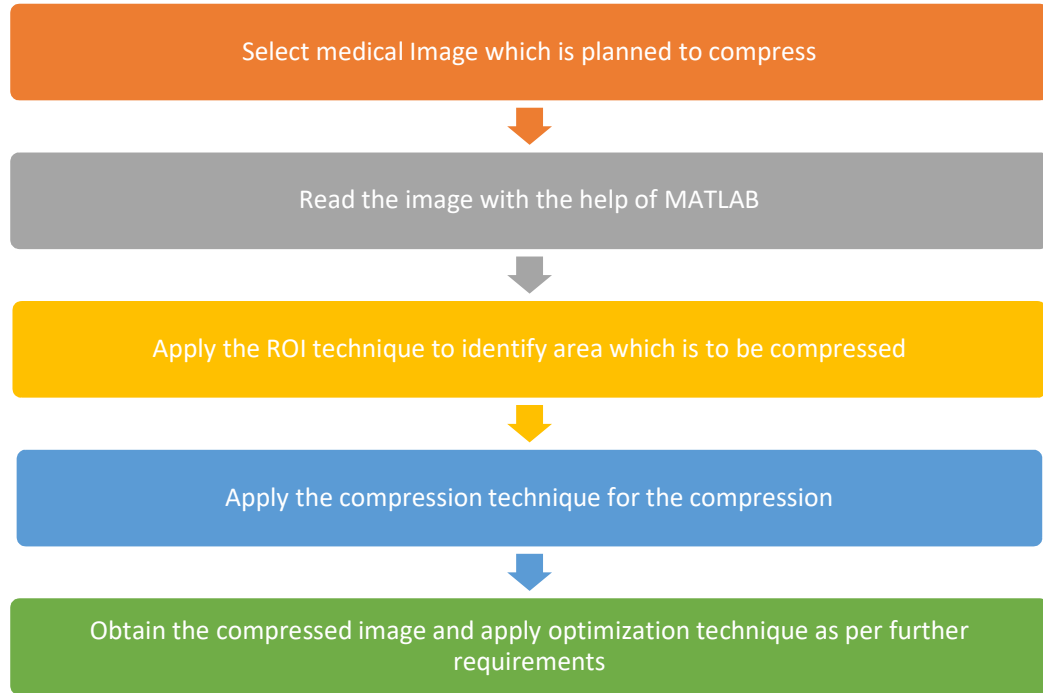 Select medical Image which is planned to compress
Read the image with the help of MATLAB
Apply the ROI technique to identify area which is to be compressed
Apply the compression technique for the compression
Obtain the compressed image and apply optimization technique as per further
requirements